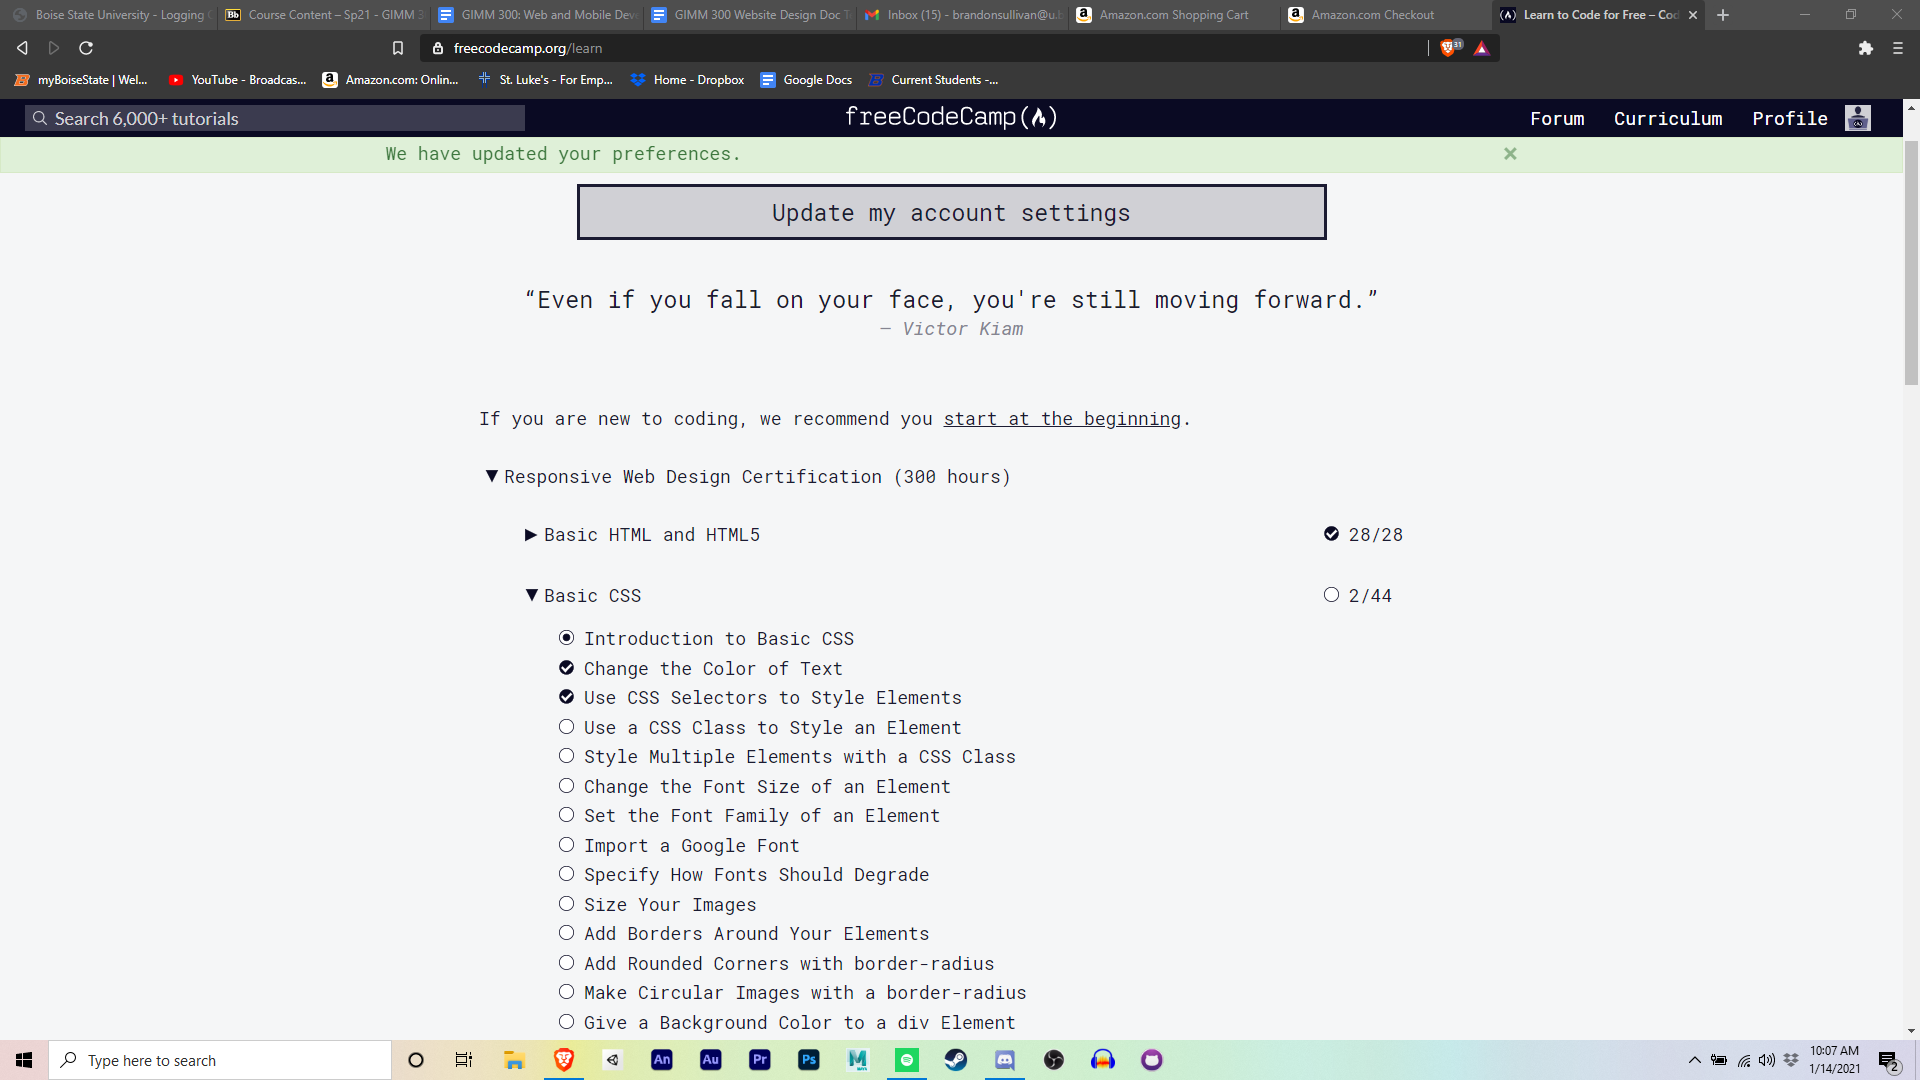 Boise State University - Logging
Course Content – Sp21 - GIMM 3
GIMM 300: Web and Mobile Deve
GIMM 300 Website Design Doc T
Inbox (15) - brandonsullivan@u.b
Amazon.com Shopping Cart
Amazon.com Checkout
Learn to Code for Free – Cod
freecodecamp.org/learn
31
myBoiseState | Wel...
YouTube - Broadcas...
Amazon.com: Onlin...
St. Luke's - For Emp...
Home - Dropbox
Google Docs
Current Students -...
Search 6,000+ tutorials
freeCodeCamp
Forum
Curriculum
Profile
We have updated your preferences.
Update my account settings
“Even if you fall on your face, you're still moving forward.”
— Victor Kiam
If you are new to coding, we recommend you start at the beginning.
Responsive Web Design Certification (300 hours)
Basic HTML and HTML5
28/28
Basic CSS
2/44
Introduction to Basic CSS
Change the Color of Text
Use CSS Selectors to Style Elements
Use a CSS Class to Style an Element
Style Multiple Elements with a CSS Class
Change the Font Size of an Element
Set the Font Family of an Element
Import a Google Font
Specify How Fonts Should Degrade
Size Your Images
Add Borders Around Your Elements
Add Rounded Corners with border-radius
Make Circular Images with a border-radius
Give a Background Color to a div Element
Type here to search
An
Au
Pr
Ps
10:07 AM
1/14/2021
2